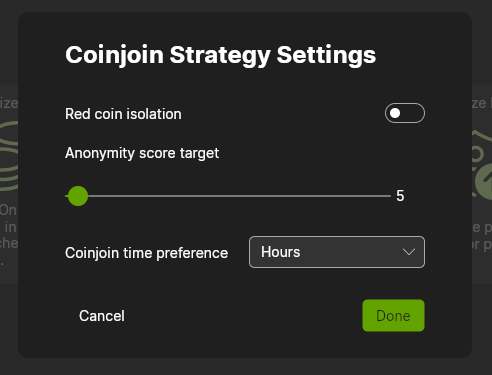 Coinjoin Strategy Settings
Red coin isolation
Anonymity score target
5
Coinjoin time preference
Hours
Cancel
Done